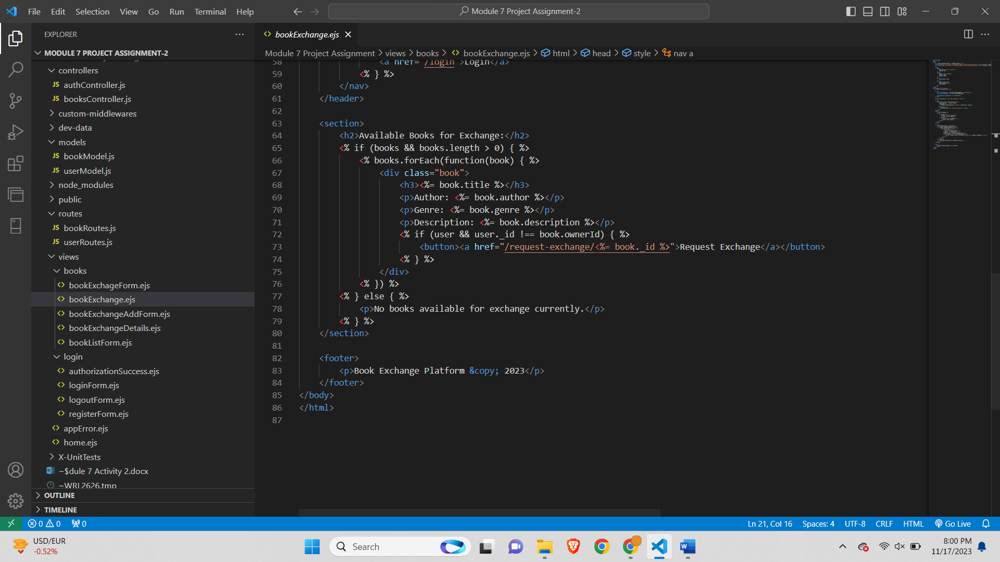 File Edit Selection View Go Run Terminal Help
Module 7 Project Assignment-2
EXPLORER
bookExchange.ejs
MODULE 7 PROJECT ASSIGNMENT-2
Module 7 Project Assignment > views > books > bookExchange.ejs > html > head > style > nav a
controllers
authController.js
booksController.js
custom-middlewares
dev-data
models
bookModel.js
userModel.js
node_modules
public
routes
bookRoutes.js
userRoutes.js
views
books
bookExchageForm.ejs
bookExchange.ejs
bookExchangeAddForm.ejs
bookExchangeDetails.ejs
bookListForm.ejs
login
authorizationSuccess.ejs
loginForm.ejs
logoutForm.ejs
registerForm.ejs
appError.ejs
home.ejs
X-UnitTests
~$dule 7 Activity 2.docx
~WRL2626.tmp
OUTLINE
TIMELINE
58 <a href="/login">Login</a>
59 <% } %>
60 </nav>
61 </header>
62
63 <section>
64 <h2>Available Books for Exchange:</h2>
65 <% if (books && books.length > 0) { %>
66 <% books.forEach(function(book) { %>
67 <div class="book">
68 <h3><%= book.title %></h3>
69 <p>Author: <%= book.author %></p>
70 <p>Genre: <%= book.genre %></p>
71 <p>Description: <%= book.description %></p>
72 <% if (user && user._id !== book.ownerId) { %>
73 <button><a href="/request-exchange/<%= book._id %>">Request Exchange</a></button>
74 <% } %>
75 </div>
76 <% }) %>
77 <% } else { %>
78 <p>No books available for exchange currently.</p>
79 <% } %>
80 </section>
81
82 <footer>
83 <p>Book Exchange Platform &copy; 2023</p>
84 </footer>
85 </body>
86 </html>
87
0 0 0 Ln 21, Col 16 Spaces: 4 UTF-8 CRLF HTML Go Live
USD/EUR
-0.52%
Search
8:00 PM
11/17/2023